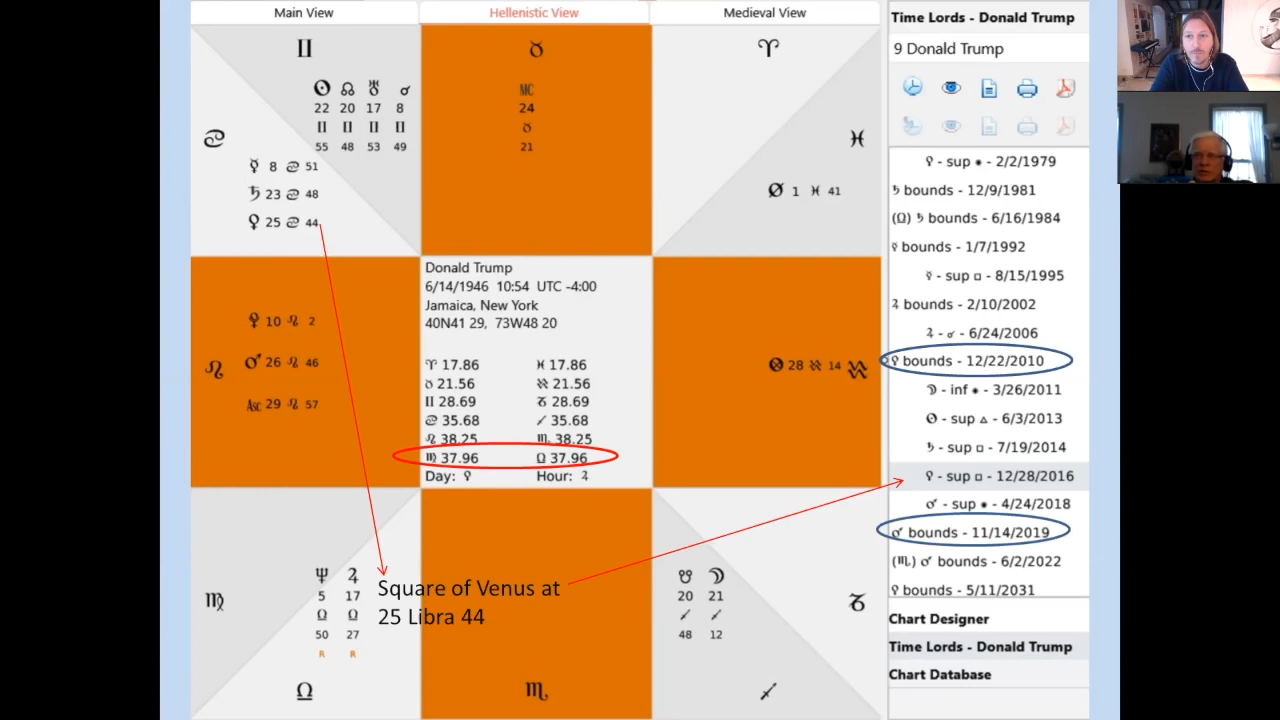 Main View Hellenistic View Medieval View
Time Lords - Donald Trump
9 Donald Trump
♊ ♉ ♈
☉ ☊ ♅ ☌ MC
22 20 17 8 24
♊ ♊ ♊ ♊ ♉
55 48 53 49 21
♋ ♓
☿ 8 ♋ 51
♄ 23 ♋ 48
♀ 25 ♋ 44
1 ♓ 41
♀ - sup ✶ - 2/2/1979
♄ bounds - 12/9/1981
(♎) ♄ bounds - 6/16/1984
☿ bounds - 1/7/1992
☿ - sup □ - 8/15/1995
♃ bounds - 2/10/2002
♃ - ☌ - 6/24/2006
♀ bounds - 12/22/2010
☽ - inf ✶ - 3/26/2011
☉ - sup △ - 6/3/2013
♄ - sup □ - 7/19/2014
♀ - sup □ - 12/28/2016
♂ - sup ✶ - 4/24/2018
♂ bounds - 11/14/2019
(♏) ♂ bounds - 6/2/2022
♀ bounds - 5/11/2031
10 ♌ 2
♌ ♂ 26 ♌ 46
Asc 29 ♌ 57
Donald Trump
6/14/1946 10:54 UTC -4:00
Jamaica, New York
40N41 29, 73W48 20
♈ 17.86 ♓ 17.86
♉ 21.56 ♒ 21.56
♊ 28.69 ♑ 28.69
♋ 35.68 ♐ 35.68
♌ 38.25 ♏ 38.25
♍ 37.96 ♎ 37.96
Day: ♀ Hour: ♃
⊗ 28 ♒ 14 ♒
♍
♆ ♃
5 17
♎ ♎
50 27
R R
♎
Square of Venus at
25 Libra 44
♏
☋ ☽
20 21
♐ ♐
48 12
♑
♐
Chart Designer
Time Lords - Donald Trump
Chart Database